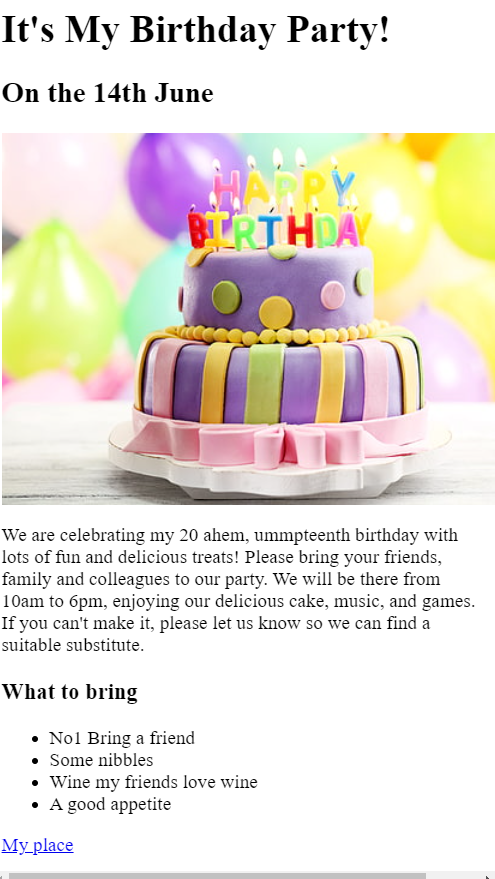 It's My Birthday Party!
On the 14th June
HAPPY
BIRTHDAY
We are celebrating my 20 ahem, ummpteenth birthday with
lots of fun and delicious treats! Please bring your friends,
family and colleagues to our party. We will be there from
10am to 6pm, enjoying our delicious cake, music, and games.
If you can't make it, please let us know so we can find a
suitable substitute.
What to bring
No1 Bring a friend
Some nibbles
Wine my friends love wine
A good appetite
My place